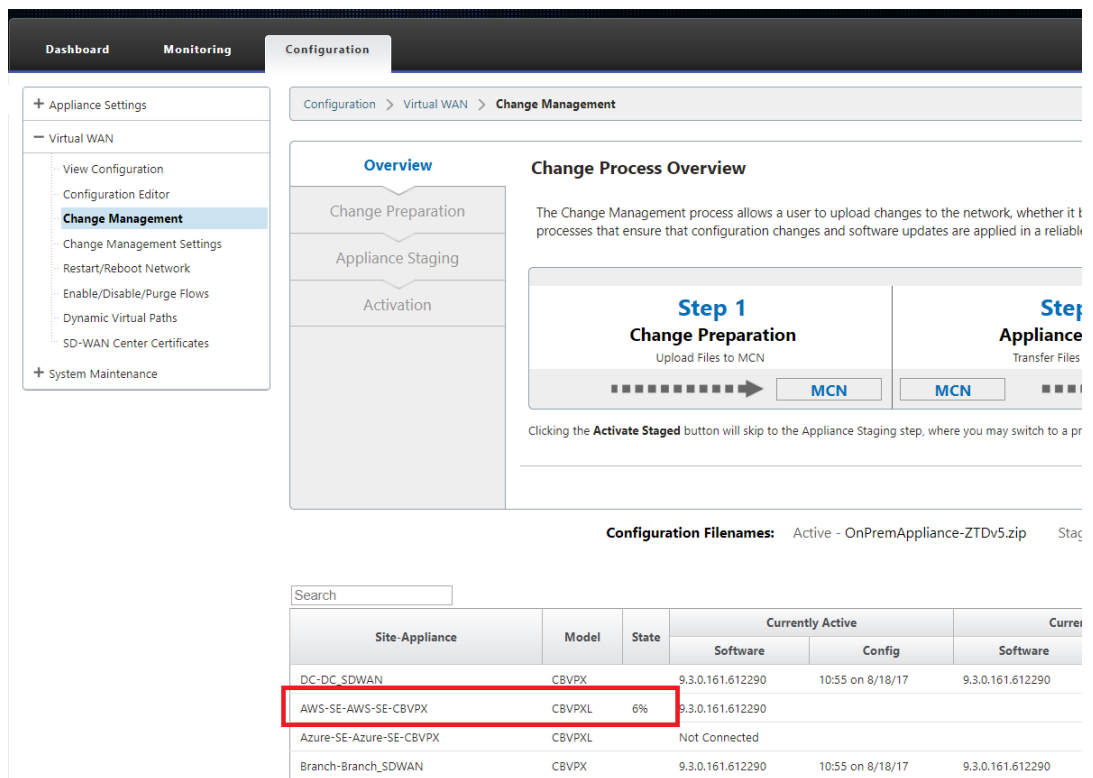 Dashboard Monitoring Configuration
+ Appliance Settings
− Virtual WAN
View Configuration
Configuration Editor
Change Management
Change Management Settings
Restart/Reboot Network
Enable/Disable/Purge Flows
Dynamic Virtual Paths
SD-WAN Center Certificates
+ System Maintenance
Configuration > Virtual WAN > Change Management
Overview
Change Preparation
Appliance Staging
Activation
Change Process Overview
The Change Management process allows a user to upload changes to the network, whether it b
processes that ensure that configuration changes and software updates are applied in a reliable
Step 1
Change Preparation
Upload Files to MCN
MCN
Step
Appliance
Transfer Files
MCN
Clicking the Activate Staged button will skip to the Appliance Staging step, where you may switch to a pr
Configuration Filenames: Active - OnPremAppliance-ZTDv5.zip Stag
Search
Site-Appliance Model State Currently Active Curre
Software Config Software
DC-DC_SDWAN CBVPX 9.3.0.161.612290 10:55 on 8/18/17 9.3.0.161.612290
AWS-SE-AWS-SE-CBVPX CBVPXL 6% 9.3.0.161.612290
Azure-SE-Azure-SE-CBVPX CBVPXL Not Connected
Branch-Branch_SDWAN CBVPX 9.3.0.161.612290 10:55 on 8/18/17 9.3.0.161.612290